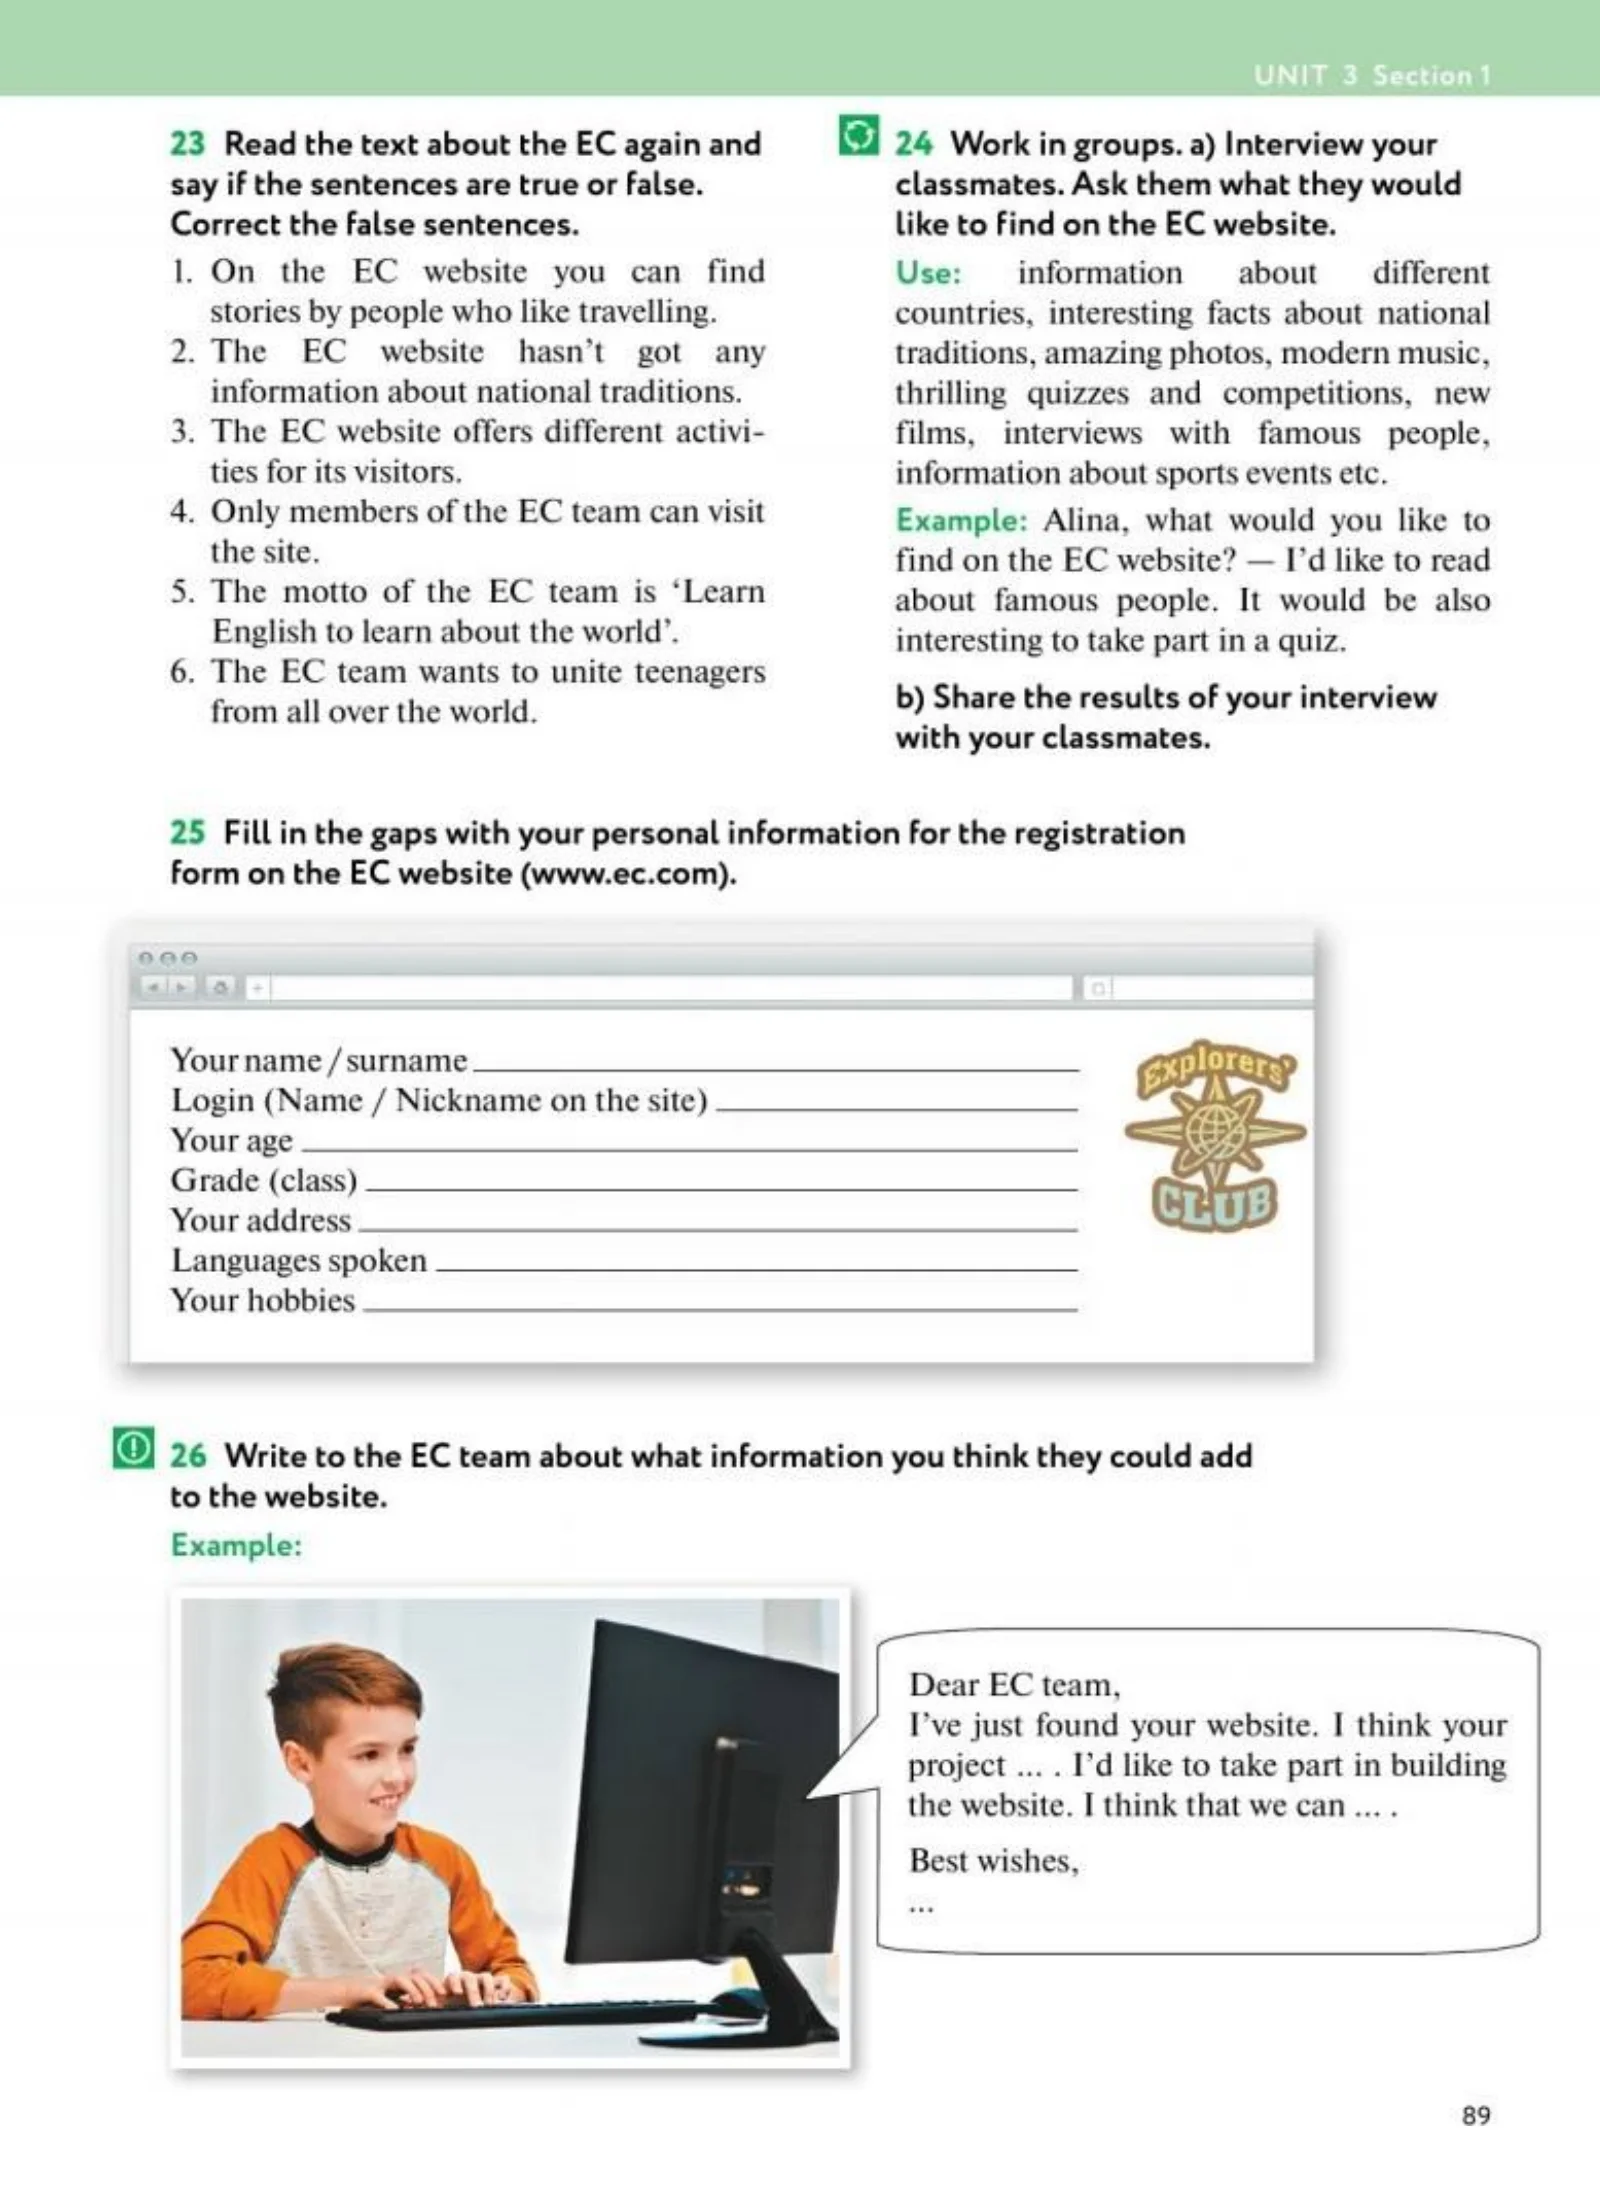 UNIT 3 Section 1
23 Read the text about the EC again and
say if the sentences are true or false.
Correct the false sentences.
1. On the EC website you can find
stories by people who like travelling.
2. The EC website hasn't got any
information about national traditions.
3. The EC website offers different activi-
ties for its visitors.
4. Only members of the EC team can visit
the site.
5. The motto of the EC team is ‘Learn
English to learn about the world’.
6. The EC team wants to unite teenagers
from all over the world.
24 Work in groups. a) Interview your
classmates. Ask them what they would
like to find on the EC website.
Use: information about different
countries, interesting facts about national
traditions, amazing photos, modern music,
thrilling quizzes and competitions, new
films, interviews with famous people,
information about sports events etc.
Example: Alina, what would you like to
find on the EC website? — I’d like to read
about famous people. It would be also
interesting to take part in a quiz.
b) Share the results of your interview
with your classmates.
25 Fill in the gaps with your personal information for the registration
form on the EC website (www.ec.com).
Your name / surname
Login (Name / Nickname on the site)
Your age
Grade (class)
Your address
Languages spoken
Your hobbies
Explorers’
CLUB
26 Write to the EC team about what information you think they could add
to the website.
Example:
Dear EC team,
I’ve just found your website. I think your
project ... . I’d like to take part in building
the website. I think that we can ... .
Best wishes,
...
89